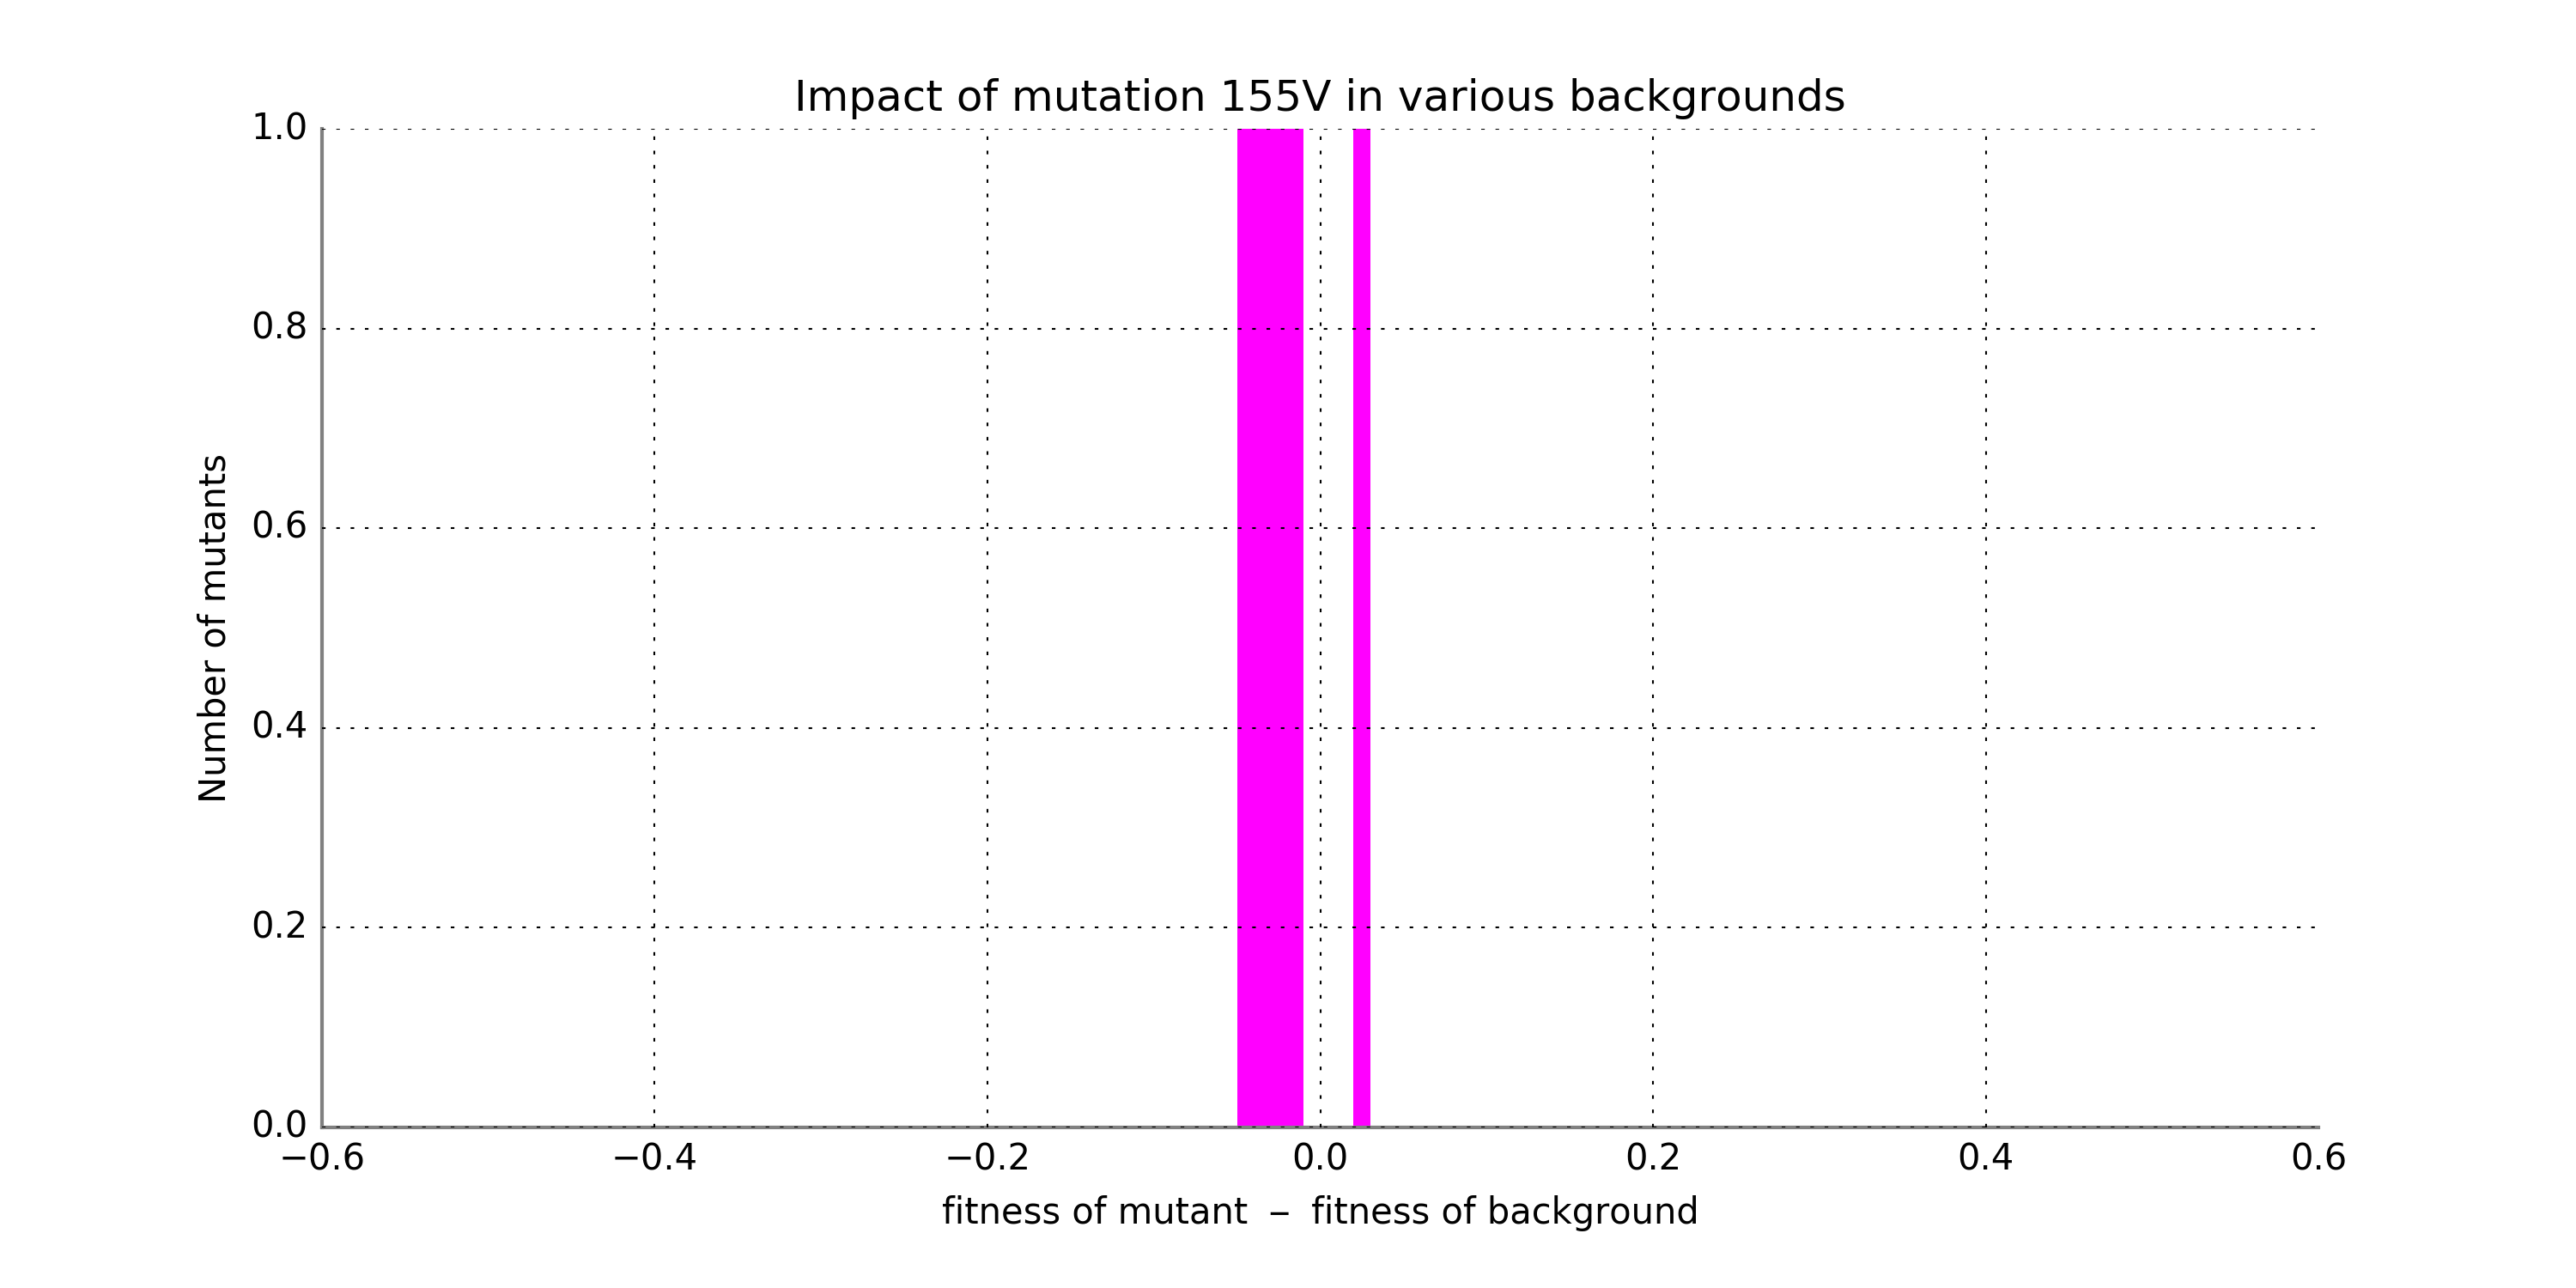 Impact of mutation 155V in various backgrounds
1.0
0.8
0.6
0.4
0.2
0.0
Number of mutants
−0.6 −0.4 −0.2 0.0 0.2 0.4 0.6
fitness of mutant − fitness of background